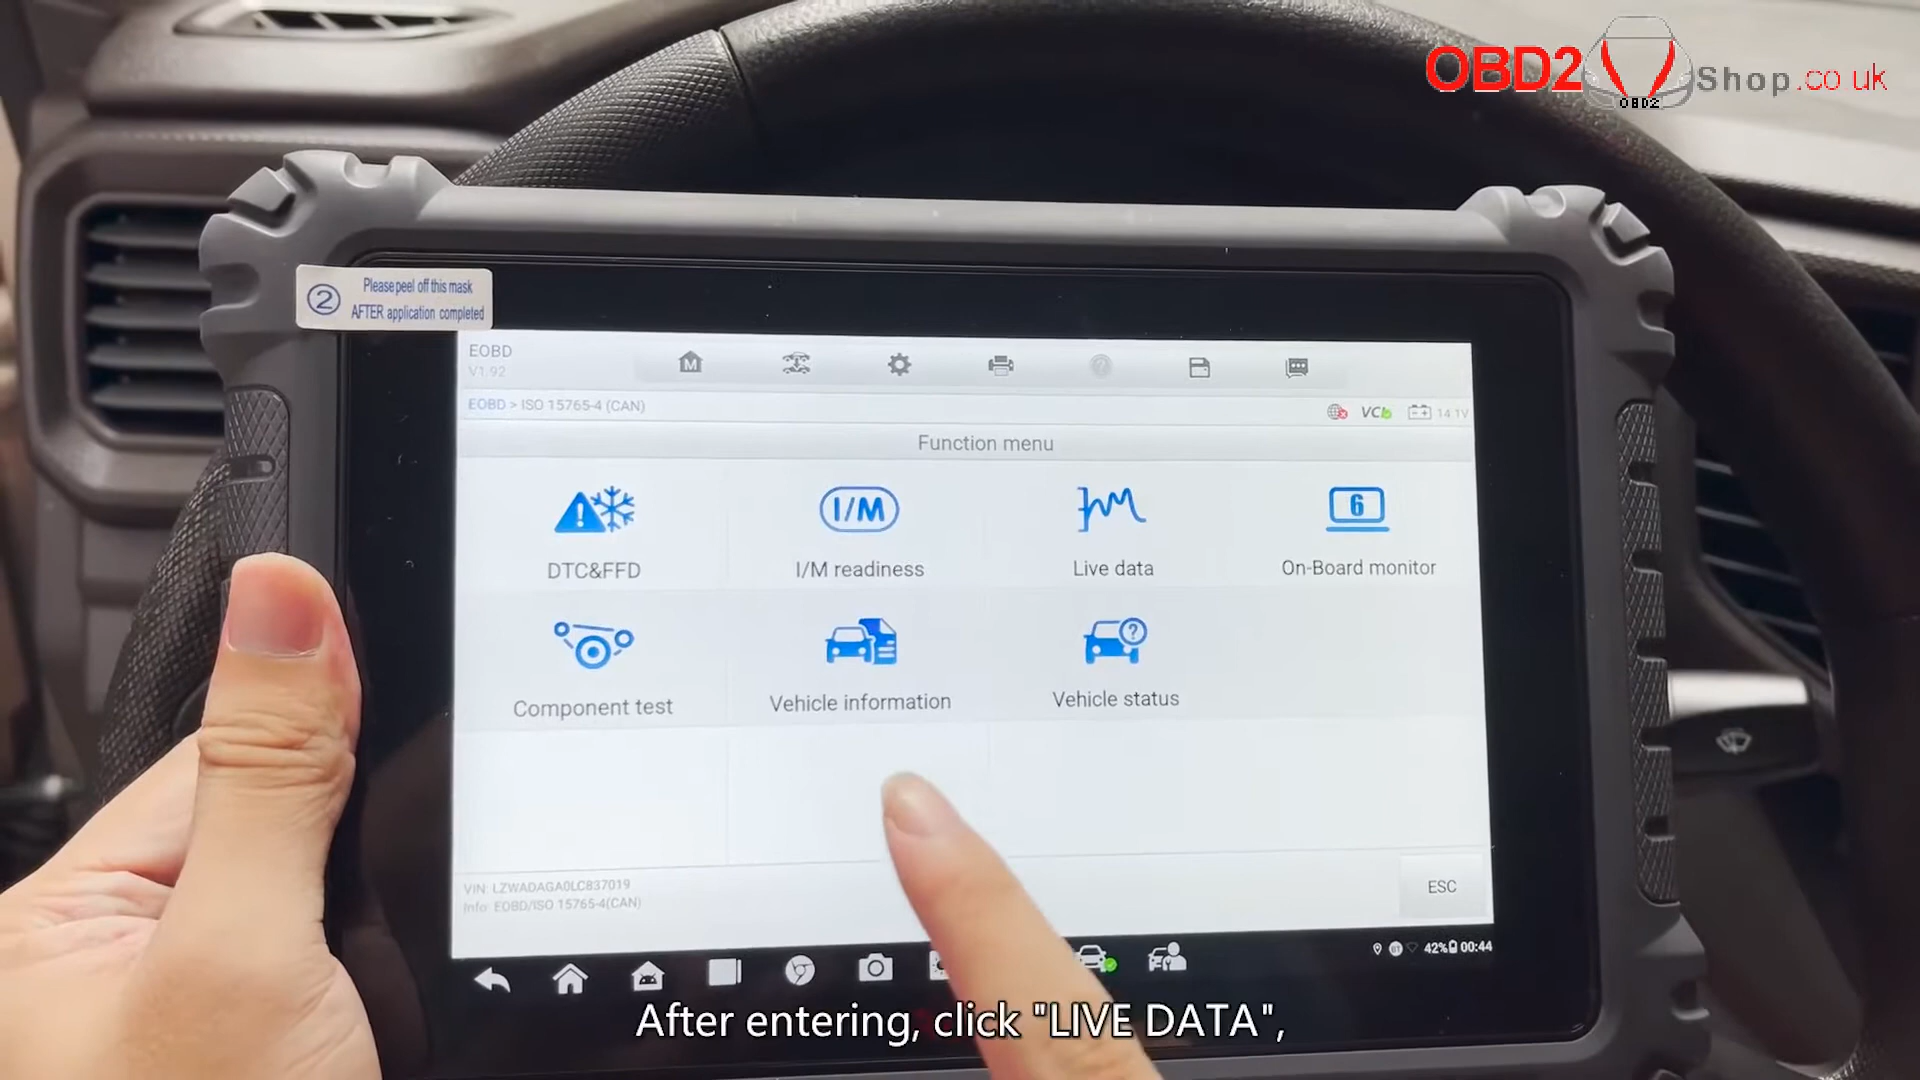 OBD2 Shop.co uk
OBD2
② Please peel off this mask
AFTER application completed
EOBD
V1.92
M
EOBD > ISO 15765-4 (CAN)
VCI
14.1V
Function menu
I/M
6
DTC&FFD
I/M readiness
Live data
On-Board monitor
?
Component test
Vehicle information
Vehicle status
VIN: LZWADAGA0LC837019
Info: EOBD/ISO 15765-4(CAN)
ESC
42% 00:44
After entering, click "LIVE DATA",